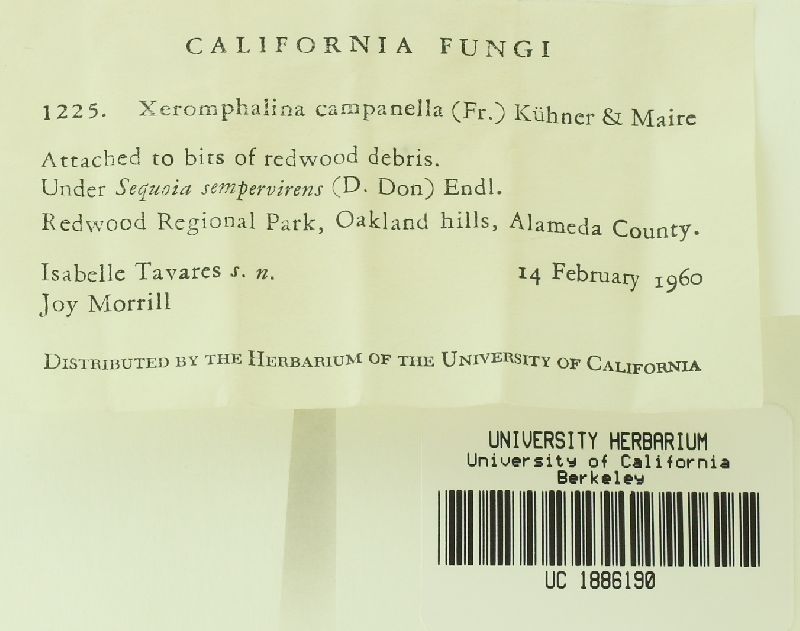 CALIFORNIA FUNGI
1225. Xeromphalina campanella (Fr.) Kühner & Maire
Attached to bits of redwood debris.
Under Sequoia sempervirens (D. Don) Endl.
Redwood Regional Park, Oakland hills, Alameda County.
Isabelle Tavares s. n. 14 February 1960
Joy Morrill
DISTRIBUTED BY THE HERBARIUM OF THE UNIVERSITY OF CALIFORNIA
UNIVERSITY HERBARIUM
University of California
Berkeley
UC 1886190